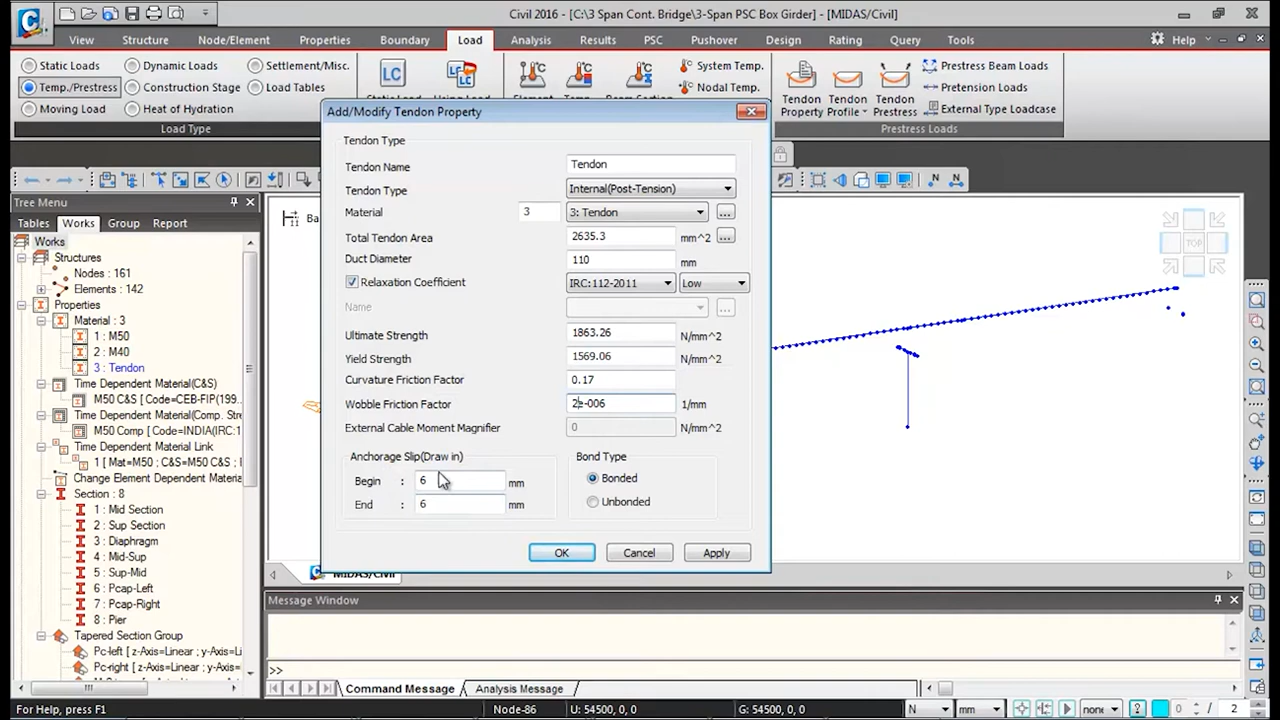 Civil 2016 - [C:\3 Span Cont. Bridge\3-Span PSC Box Girder] - [MIDAS/Civil]
View Structure Node/Element Properties Boundary Load Analysis Results PSC Pushover Design Rating Query Tools Help
Static Loads Dynamic Loads Settlement/Misc.
Temp./Prestress Construction Stage Load Tables
Moving Load Heat of Hydration
Load Type
LC
System Temp.
Nodal Temp.
Tendon Property
Tendon Profile
Tendon Prestress
Prestress Beam Loads
Pretension Loads
External Type Loadcase
Prestress Loads
Tree Menu
Tables Works Group Report
Works
Structures
Nodes : 161
Elements : 142
Properties
Material : 3
1 : M50
2 : M40
3 : Tendon
Time Dependent Material(C&S)
M50 C&S [ Code=CEB-FIP(199
Time Dependent Material(Comp. Stre
M50 Comp [ Code=INDIA(IRC:1
Time Dependent Material Link
1 [ Mat=M50 ; C&S=M50 C&S ; 
Change Element Dependent Materia
Section : 8
1 : Mid Section
2 : Sup Section
3 : Diaphragm
4 : Mid-Sup
5 : Sup-Mid
6 : Pcap-Left
7 : Pcap-Right
8 : Pier
Tapered Section Group
Pc-left [ z-Axis=Linear ; y-Axis=Li
Pc-right [ z-Axis=Linear ; y-Axis=L
Add/Modify Tendon Property
Tendon Type
Tendon Name Tendon
Tendon Type Internal(Post-Tension)
Material 3 3: Tendon ...
Total Tendon Area 2635.3 mm^2 ...
Duct Diameter 110 mm
Relaxation Coefficient IRC:112-2011 Low
Name ...
Ultimate Strength 1863.26 N/mm^2
Yield Strength 1569.06 N/mm^2
Curvature Friction Factor 0.17
Wobble Friction Factor 2e-006 1/mm
External Cable Moment Magnifier 0 N/mm^2
Anchorage Slip(Draw in)
Begin : 6 mm
End : 6 mm
Bond Type
Bonded
Unbonded
OK Cancel Apply
Ba
TOP
N N
MIDAS/Civil
Message Window
>>
Command Message Analysis Message
For Help, press F1 Node-86 U: 54500, 0, 0 G: 54500, 0, 0 N mm none ? 0 / 2